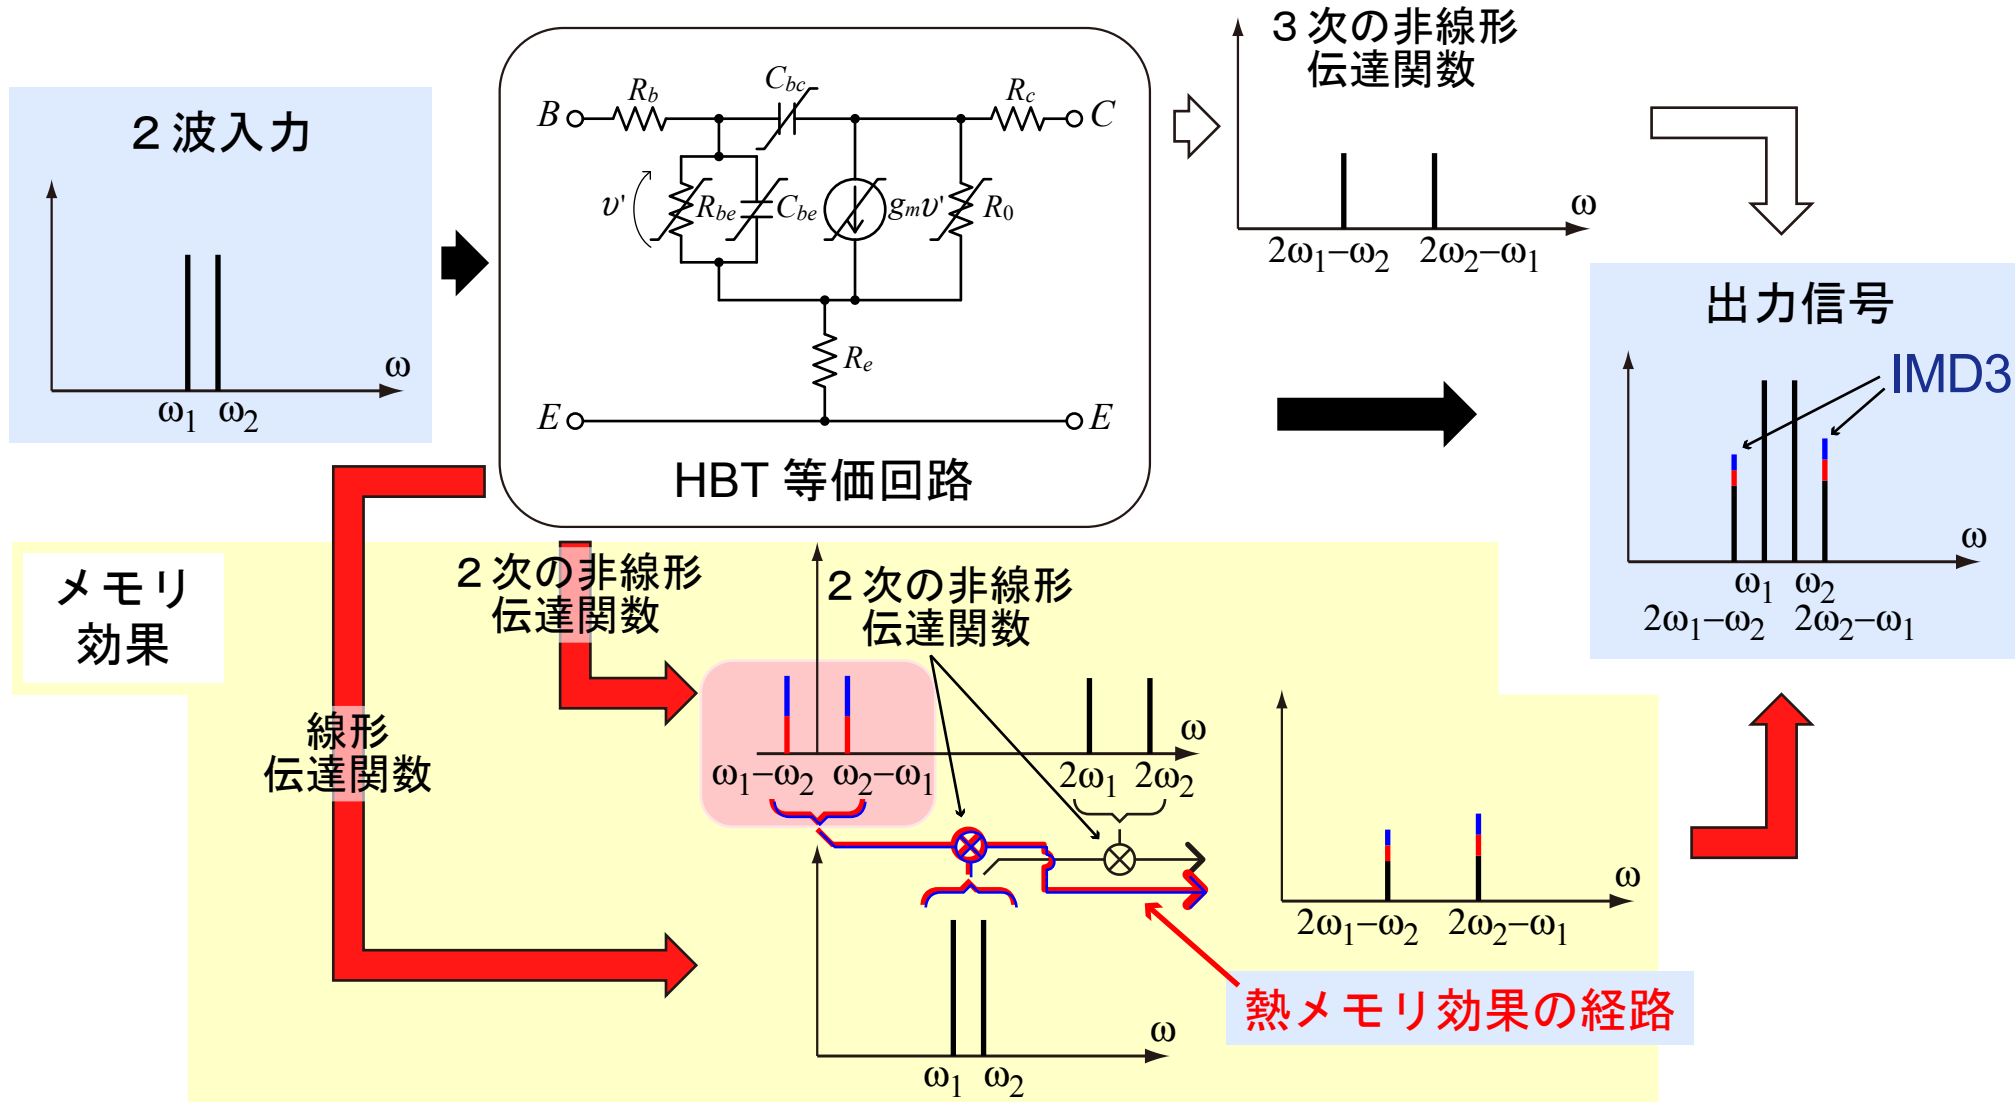 ２波入力
ω
ω1 ω2
Rb
Cbc
Rc
B
C
υ'
Rbe
Cbe
gmυ'
R0
Re
E
E
HBT 等価回路
３次の非線形
伝達関数
ω
2ω1−ω2 2ω2−ω1
出力信号
IMD3
ω
ω1 ω2
2ω1−ω2 2ω2−ω1
メモリ
効果
２次の非線形
伝達関数
２次の非線形
伝達関数
線形
伝達関数
ω
ω1−ω2 ω2−ω1 2ω1 2ω2
ω
2ω1−ω2 2ω2−ω1
熱メモリ効果の経路
ω
ω1 ω2